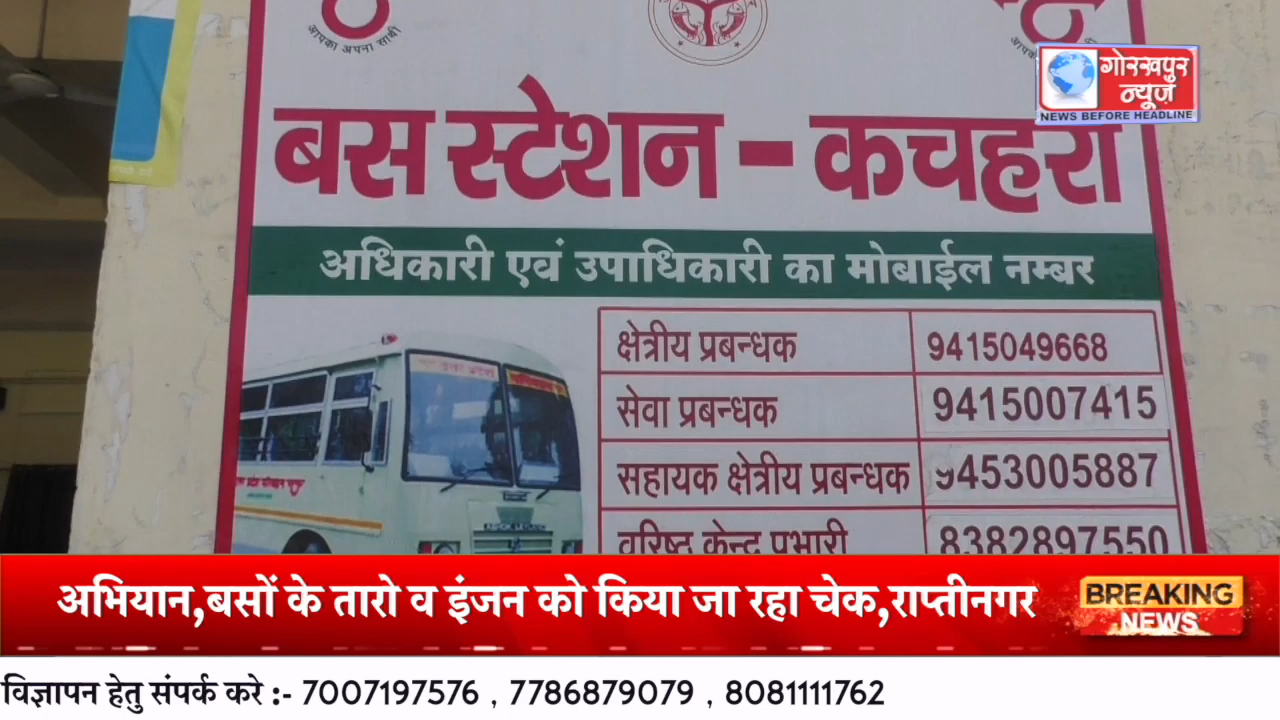 आपका अपना साथी
गोरखपुर
न्यूज़
NEWS BEFORE HEADLINE
बस स्टेशन - कचहरी
अधिकारी एवं उपाधिकारी का मोबाईल नम्बर
क्षेत्रीय प्रबन्धक 9415049668
सेवा प्रबन्धक 9415007415
सहायक क्षेत्रीय प्रबन्धक 9453005887
वरिष्ठ केन्द्र प्रभारी 8382897550
अभियान,बसों के तारो व इंजन को किया जा रहा चेक,राप्तीनगर
BREAKING
NEWS
विज्ञापन हेतु संपर्क करे :- 7007197576 , 7786879079 , 8081111762